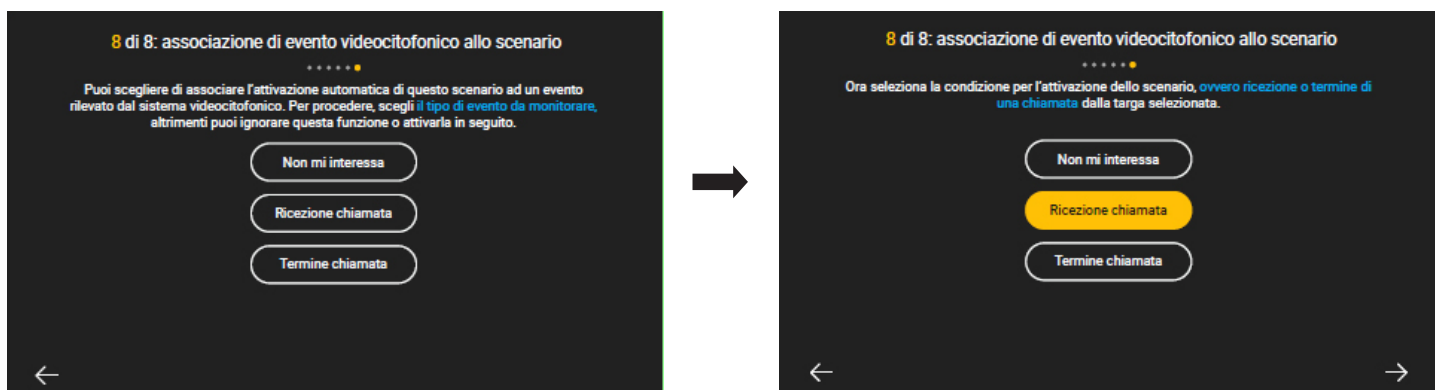 8 di 8: associazione di evento videocitofonico allo scenario
Puoi scegliere di associare l'attivazione automatica di questo scenario ad un evento
rilevato dal sistema videocitofonico. Per procedere, scegli il tipo di evento da monitorare,
altrimenti puoi ignorare questa funzione o attivarla in seguito.
Non mi interessa
Ricezione chiamata
Termine chiamata
8 di 8: associazione di evento videocitofonico allo scenario
Ora seleziona la condizione per l'attivazione dello scenario, ovvero ricezione o termine di
una chiamata dalla targa selezionata.
Non mi interessa
Ricezione chiamata
Termine chiamata